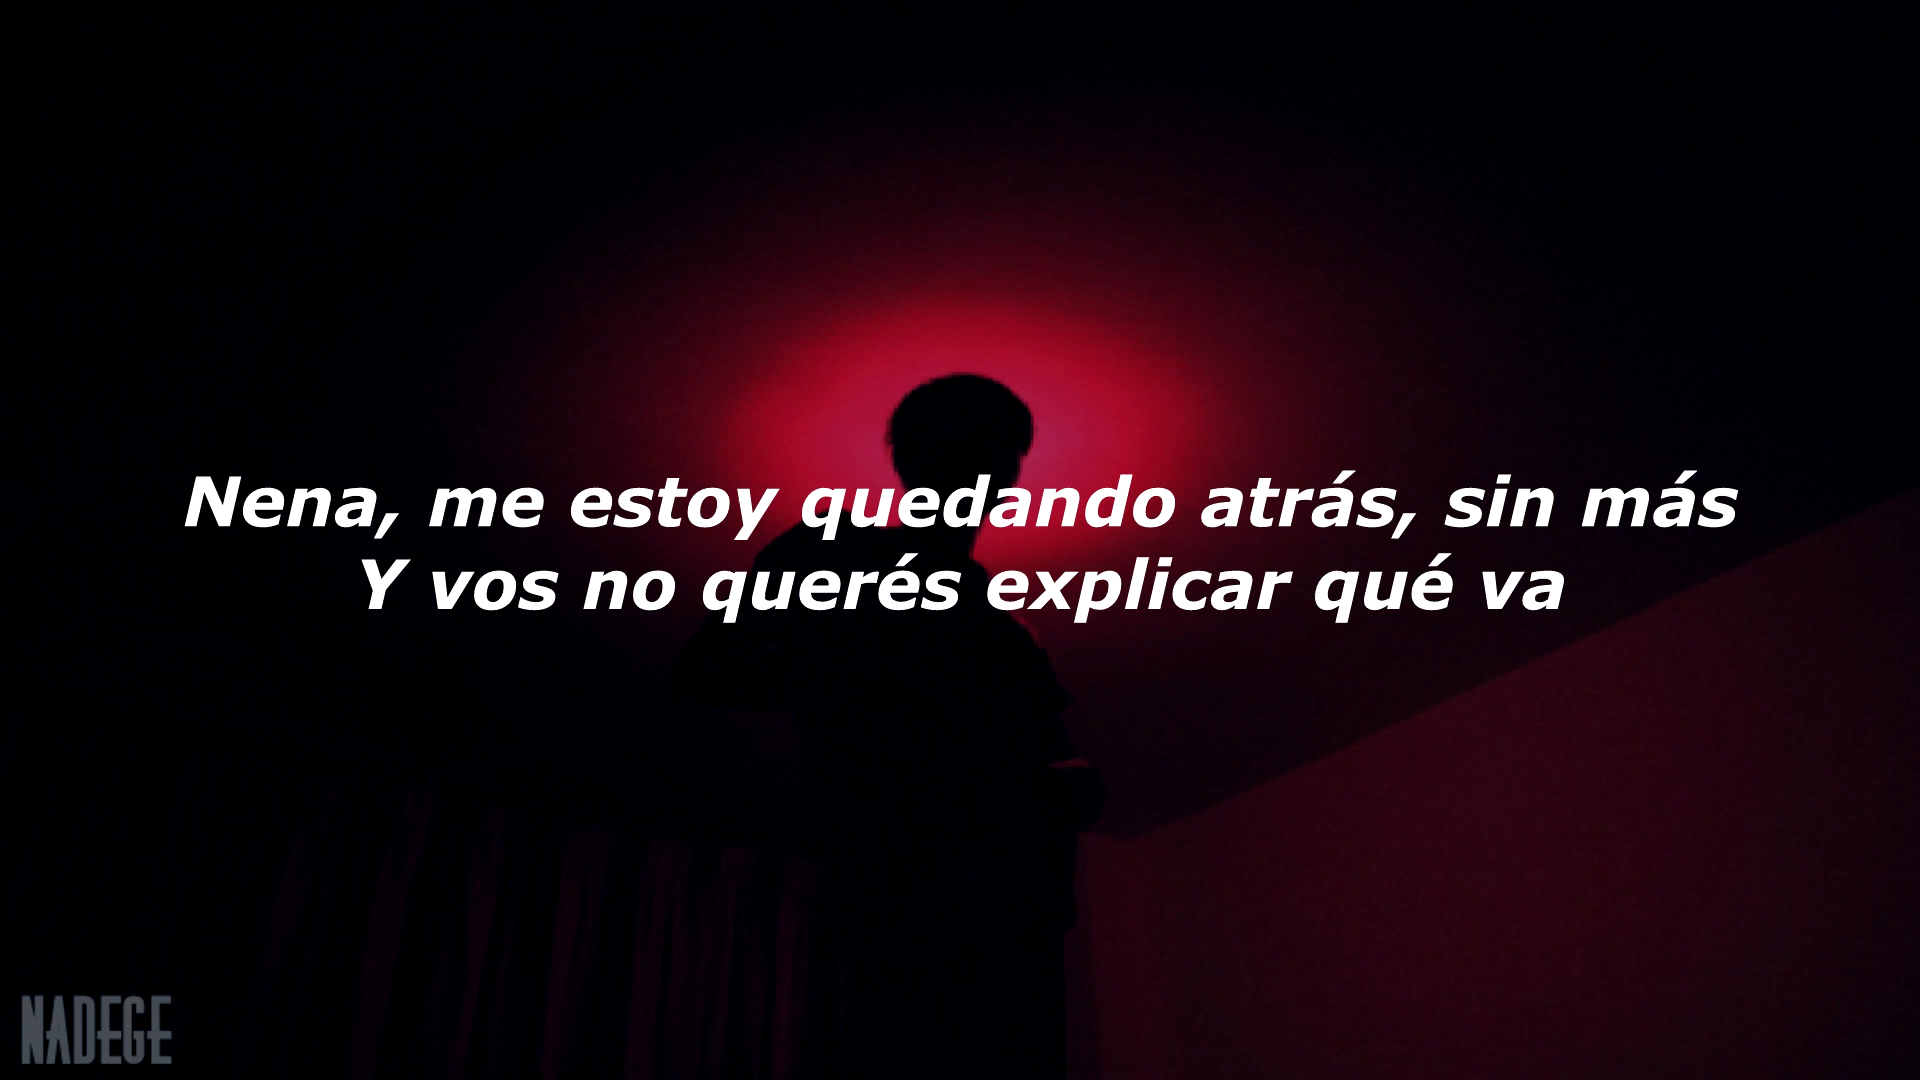 Nena, me estoy quedando atrás, sin más
Y vos no querés explicar qué va
NADEGE